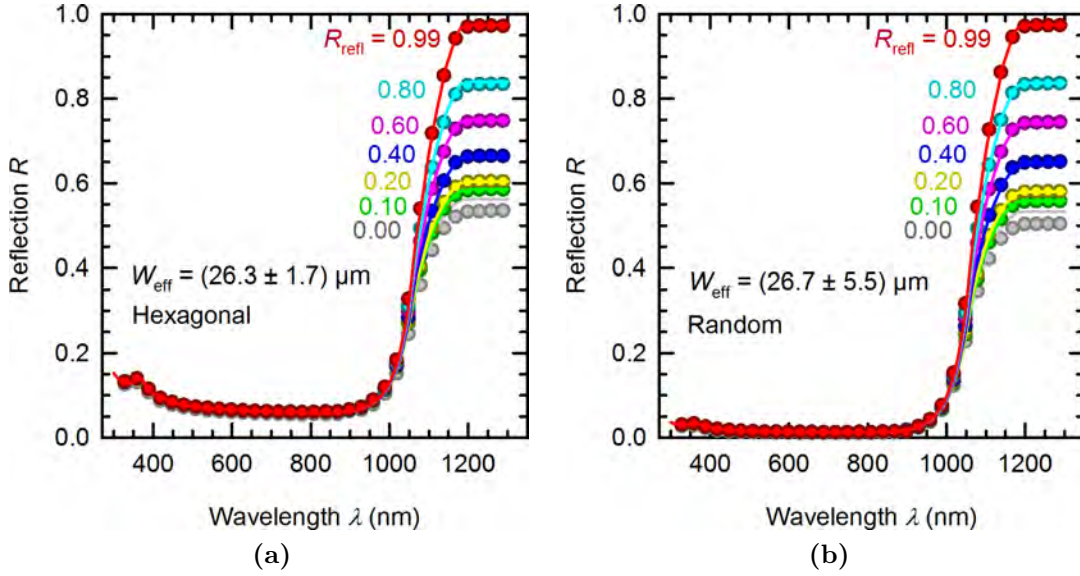 1.0
0.8
0.6
0.4
0.2
0.0
Reflection R
R_refl = 0.99
0.80
0.60
0.40
0.20
0.10
0.00
W_eff = (26.3 ± 1.7) µm
Hexagonal
400 600 800 1000 1200
Wavelength λ (nm)
(a)
1.0
0.8
0.6
0.4
0.2
0.0
Reflection R
R_refl = 0.99
0.80
0.60
0.40
0.20
0.10
0.00
W_eff = (26.7 ± 5.5) µm
Random
400 600 800 1000 1200
Wavelength λ (nm)
(b)